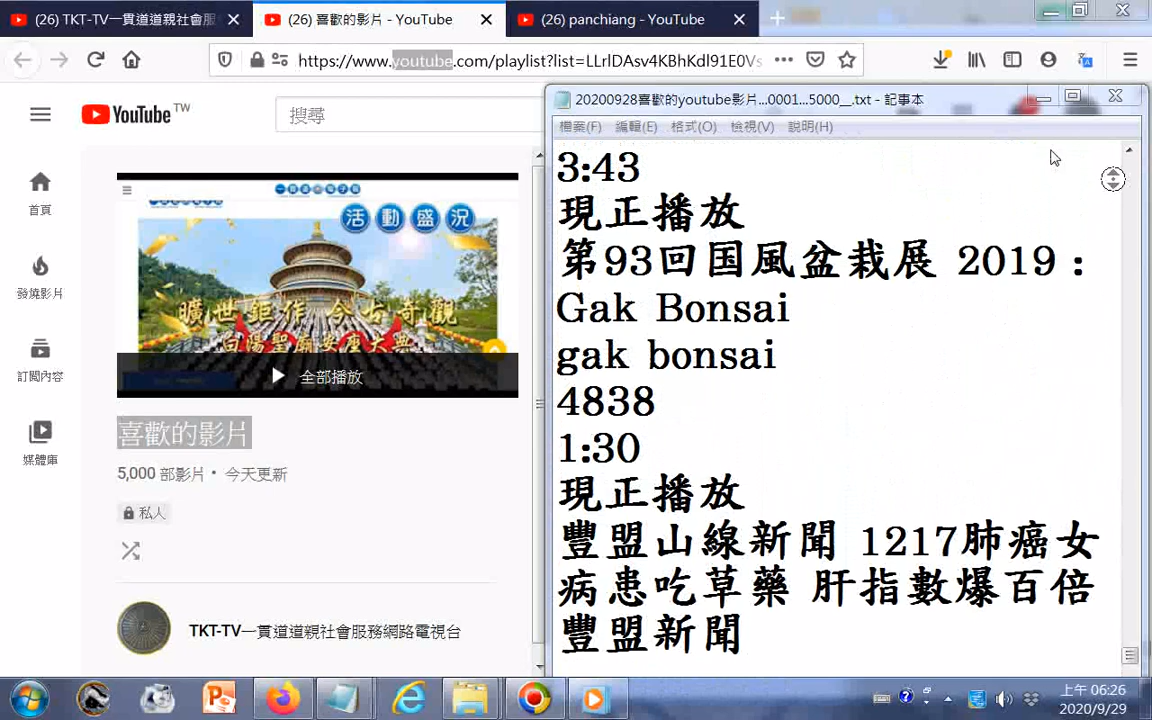 (26) TKT-TV一貫道道親社會服
(26) 喜歡的影片 - YouTube
(26) panchiang - YouTube
https://www.youtube.com/playlist?list=LLrlDAsv4KBhKdl91E0Vs
YouTube TW
搜尋
首頁
發燒影片
訂閱內容
媒體庫
活動盛況
曠世鉅作 今古奇觀
白陽聖廟安座大典
全部播放
喜歡的影片
5,000 部影片 • 今天更新
私人
TKT-TV一貫道道親社會服務網路電視台
20200928喜歡的youtube影片...0001...5000__.txt - 記事本
檔案(F) 編輯(E) 格式(O) 檢視(V) 說明(H)
3:43
現正播放
第93回国風盆栽展 2019 :
Gak Bonsai
gak bonsai
4838
1:30
現正播放
豐盟山線新聞 1217肺癌女
病患吃草藥 肝指數爆百倍
豐盟新聞
上午 06:26
2020/9/29